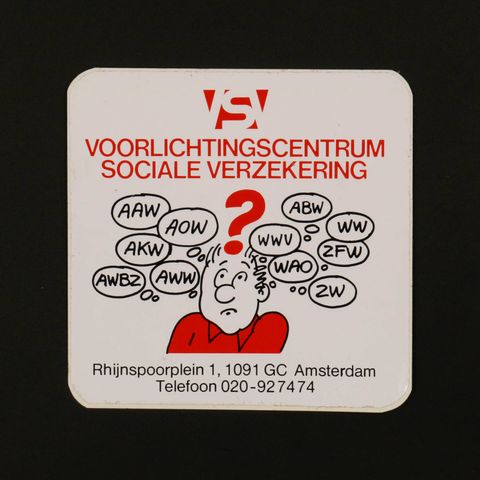 VSV
VOORLICHTINGSCENTRUM
SOCIALE VERZEKERING
?
AAW
AOW
AKW
AWBZ
AWW
WWV
ABW
WW
ZFW
WAO
ZW
Rhijnspoorplein 1, 1091 GC Amsterdam
Telefoon 020-927474